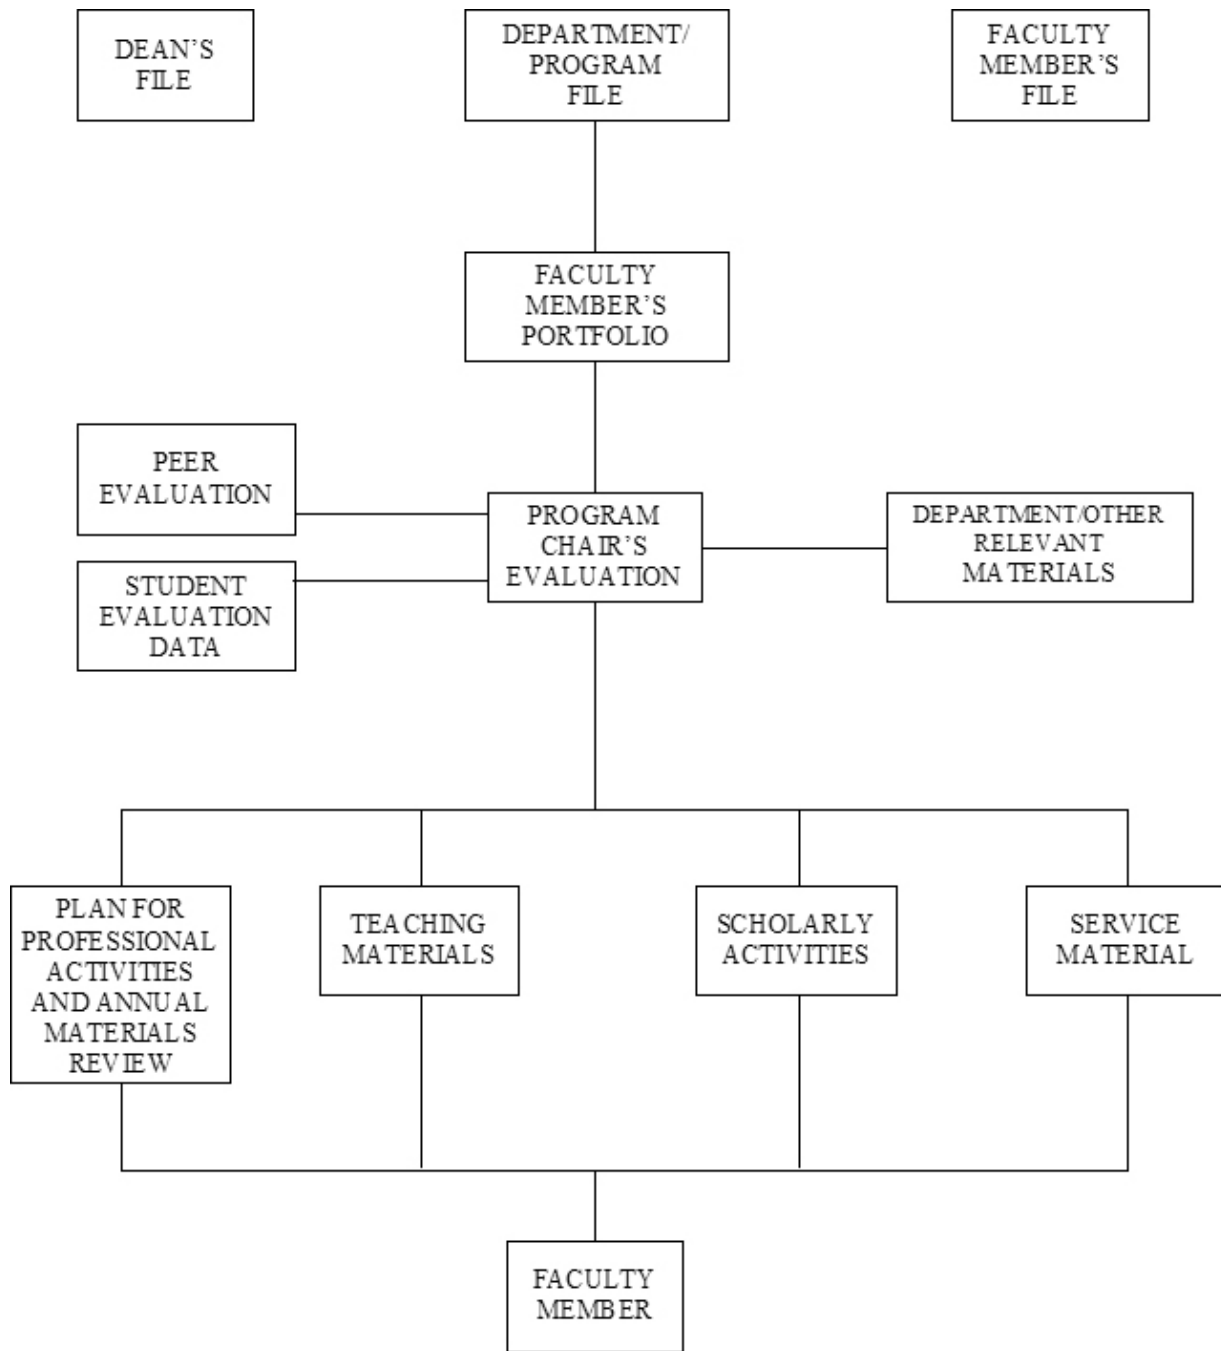 DEAN’S
FILE
DEPARTMENT/
PROGRAM
FILE
FACULTY
MEMBER’S
FILE
FACULTY
MEMBER’S
PORTFOLIO
PEER
EVALUATION
STUDENT
EVALUATION
DATA
PROGRAM
CHAIR’S
EVALUATION
DEPARTMENT/OTHER
RELEVANT
MATERIALS
PLAN FOR
PROFESSIONAL
ACTIVITIES
AND ANNUAL
MATERIALS
REVIEW
TEACHING
MATERIALS
SCHOLARLY
ACTIVITIES
SERVICE
MATERIAL
FACULTY
MEMBER